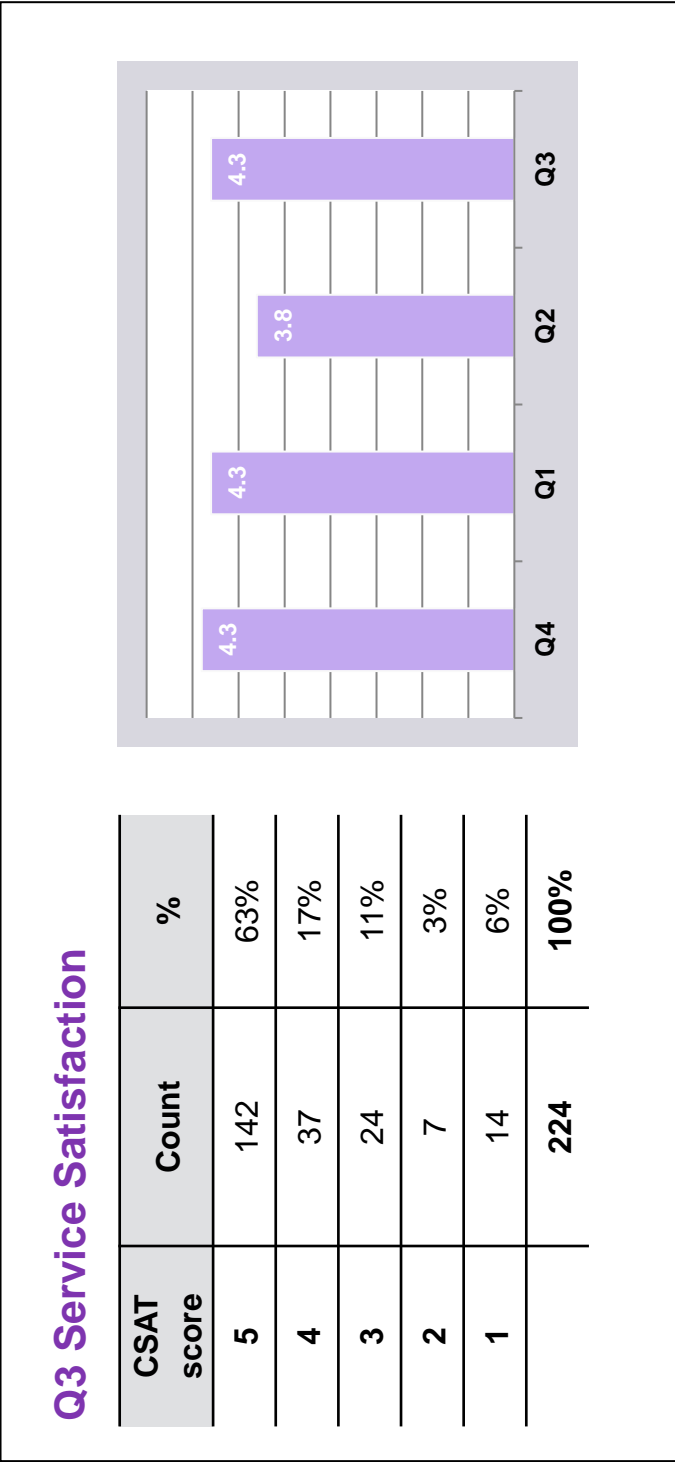 Q3 Service Satisfaction
CSAT score Count %
5 142 63%
4 37 17%
3 24 11%
2 7 3%
1 14 6%
224 100%
4.3 4.3 3.8 4.3
Q4 Q1 Q2 Q3